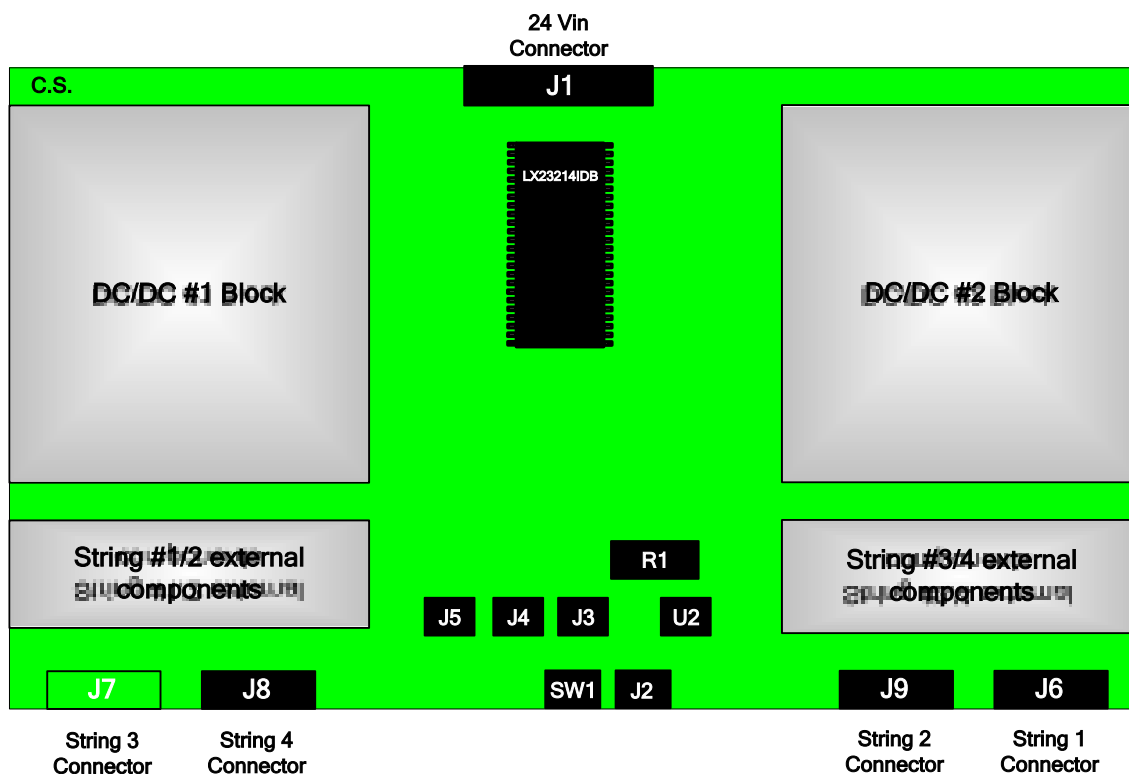 24 Vin
Connector
C.S.
J1
LX23214IDB
DC/DC #1 Block
DC/DC #2 Block
String #1/2 external
components
String #3/4 external
components
R1
J5
J4
J3
U2
J7
J8
SW1
J2
J9
J6
String 3
Connector
String 4
Connector
String 2
Connector
String 1
Connector